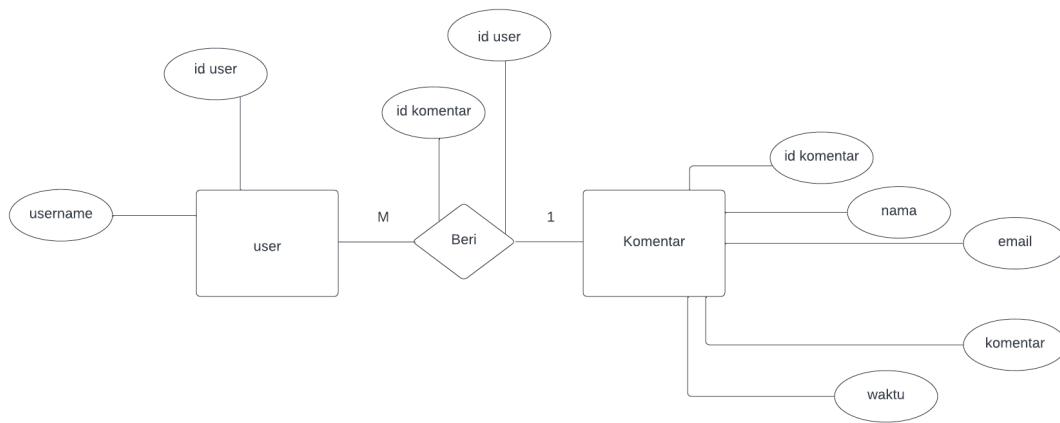 id user
id user
id komentar
id komentar
username
nama
M
1
user
Beri
Komentar
email
komentar
waktu